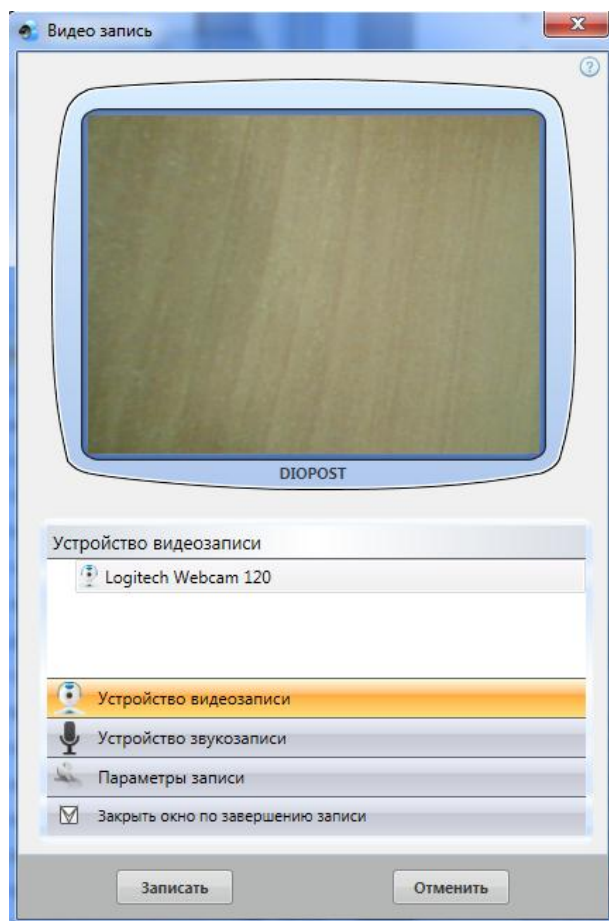 Видео запись
DIOPOST
Устройство видеозаписи
Logitech Webcam 120
Устройство видеозаписи
Устройство звукозаписи
Параметры записи
Закрыть окно по завершению записи
Записать
Отменить